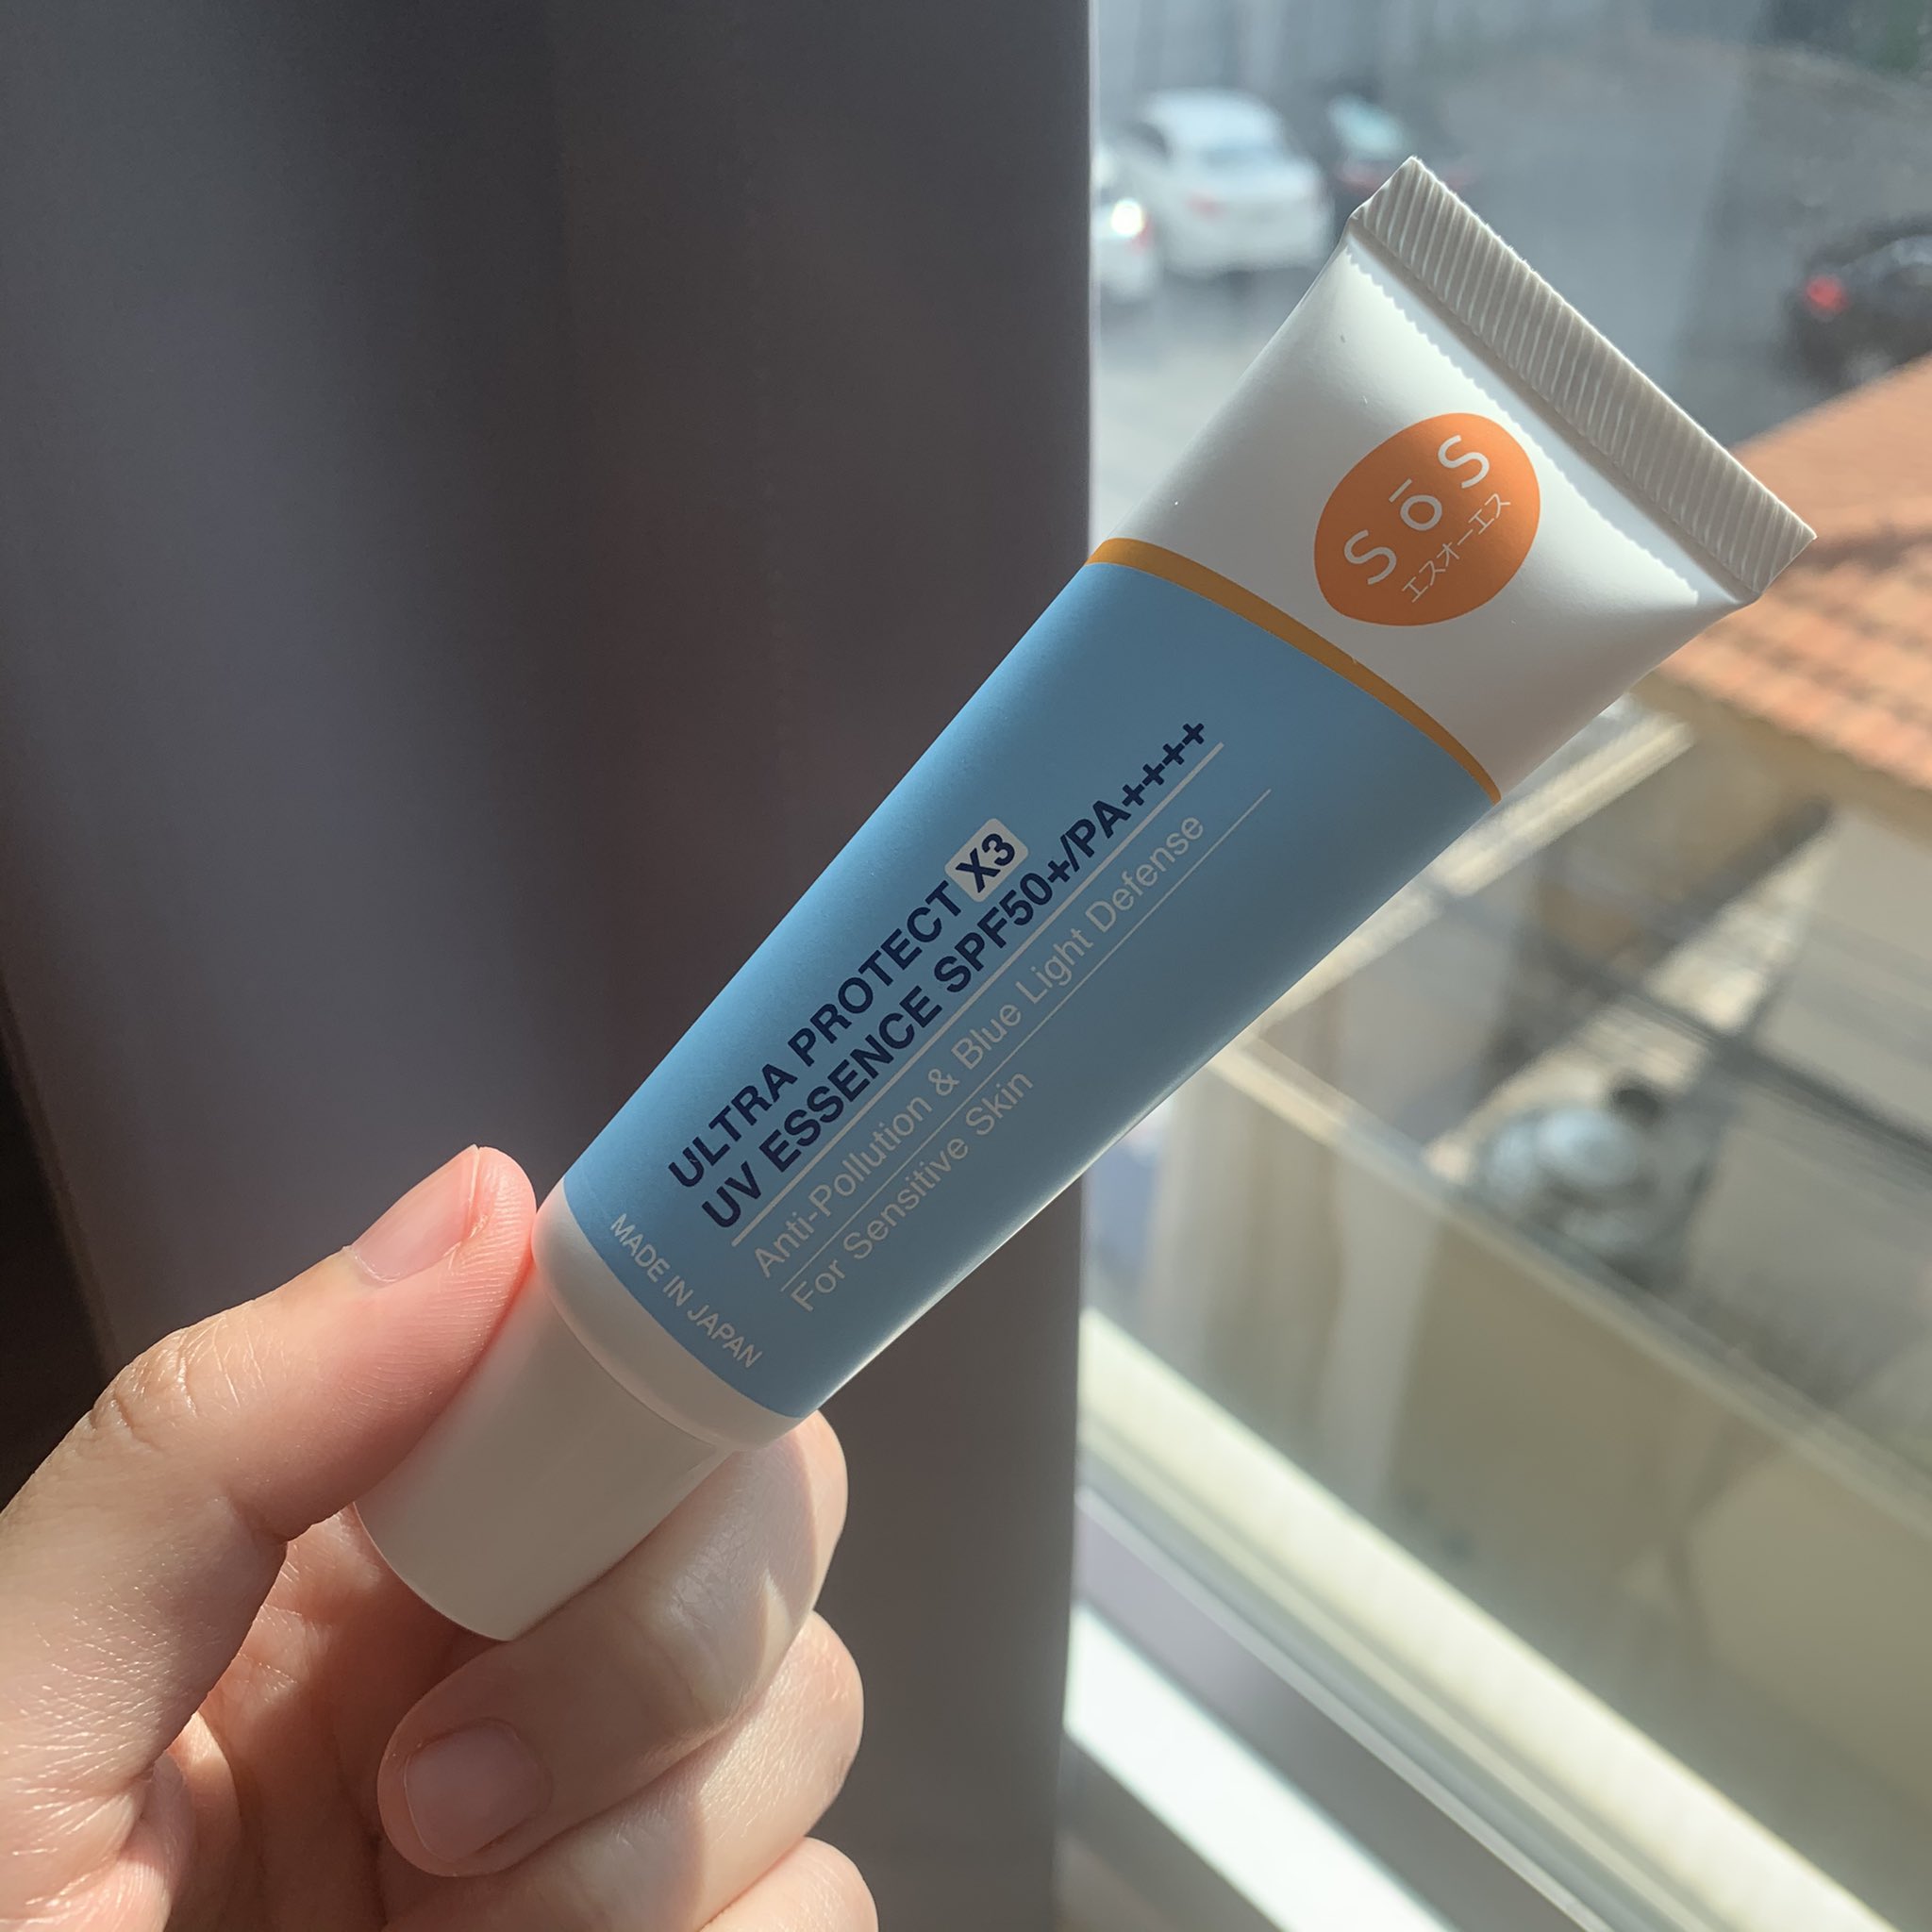 Sōs
エスオーエス
ULTRA PROTECT X3
UV ESSENCE SPF50+/PA++++
Anti-Pollution & Blue Light Defense
For Sensitive Skin
MADE IN JAPAN